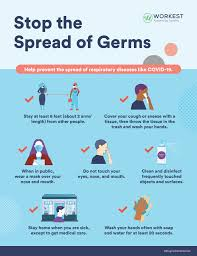 WORKEST
Stop the
Spread of Germs
Help prevent the spread of respiratory diseases like COVID-19.
Stay at least 6 feet
(about 2 arms'
length) from other people.
Cover your cough or sneeze with a
tissue, then throw the tissue in the
trash and wash your hands.
When in public,
wear a mask over your
nose and mouth.
Do not touch your
eyes, nose, and mouth.
Clean and disinfect
frequently touched
objects and surfaces.
Stay home when you are sick,
except to get medical care.
Wash your hands often with soap
and water for at least 20 seconds.